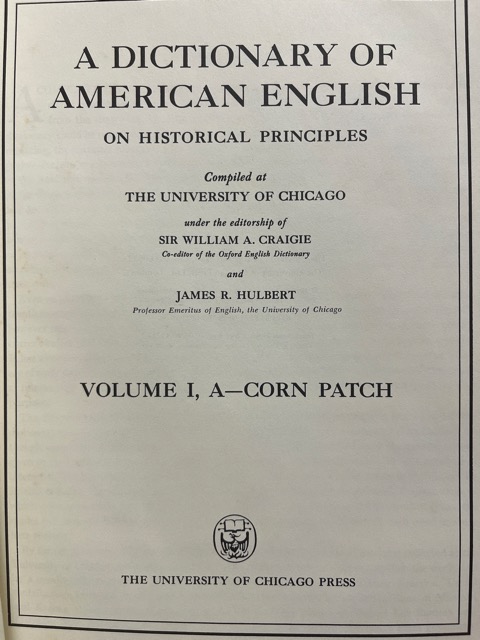 A DICTIONARY OF
AMERICAN ENGLISH
ON HISTORICAL PRINCIPLES
Compiled at
THE UNIVERSITY OF CHICAGO
under the editorship of
SIR WILLIAM A. CRAIGIE
Co-editor of the Oxford English Dictionary
and
JAMES R. HULBERT
Professor Emeritus of English, the University of Chicago
VOLUME I, A—CORN PATCH
THE UNIVERSITY OF CHICAGO PRESS